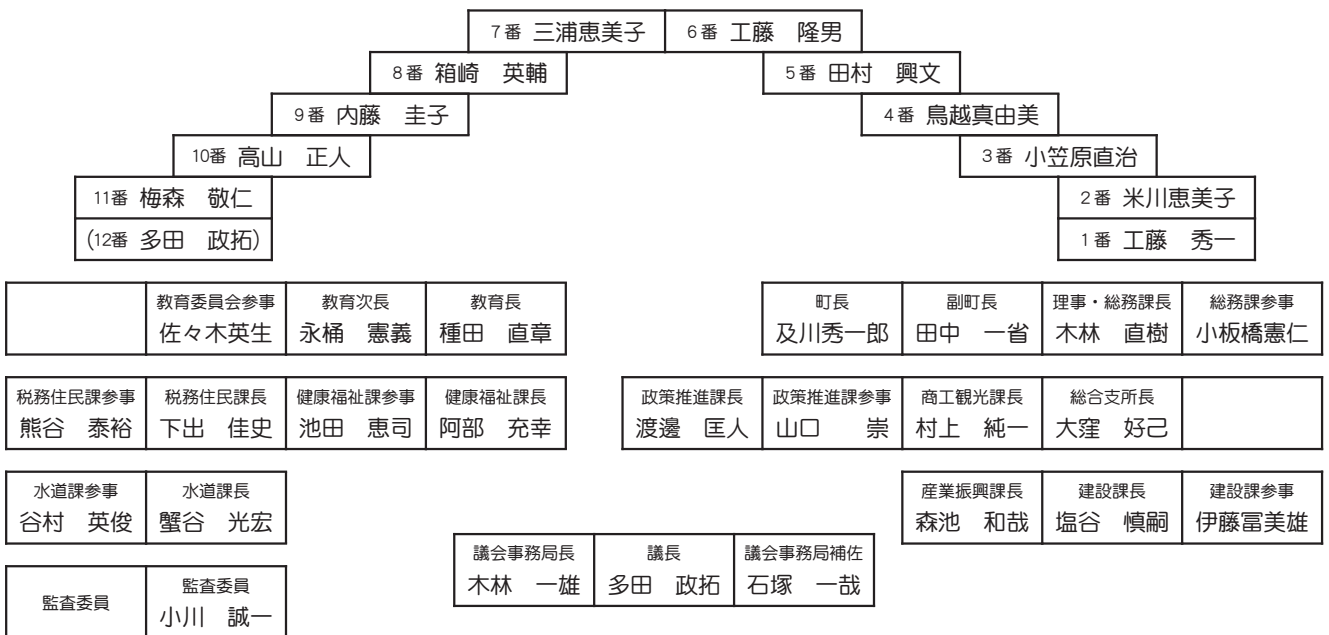 7番 三浦恵美子 6番 工藤　隆男
8番 箱崎　英輔 5番 田村　興文
9番 内藤　圭子 4番 鳥越真由美
10番 高山　正人 3番 小笠原直治
11番 梅森　敬仁 2番 米川恵美子
(12番 多田　政拓) 1番 工藤　秀一
教育委員会参事 教育次長 教育長 町長 副町長 理事・総務課長 総務課参事
佐々木英生 永桶　憲義 種田　直章 及川秀一郎 田中　一省 木林　直樹 小板橋憲仁
税務住民課参事 税務住民課長 健康福祉課参事 健康福祉課長 政策推進課長 政策推進課参事 商工観光課長 総合支所長
熊谷　泰裕 下出　佳史 池田　恵司 阿部　充幸 渡邊　匡人 山口　崇 村上　純一 大窪　好己
水道課参事 水道課長 産業振興課長 建設課長 建設課参事
谷村　英俊 蟹谷　光宏 森池　和哉 塩谷　慎嗣 伊藤冨美雄
議会事務局長 議長 議会事務局補佐
木林　一雄 多田　政拓 石塚　一哉
監査委員 監査委員
小川　誠一